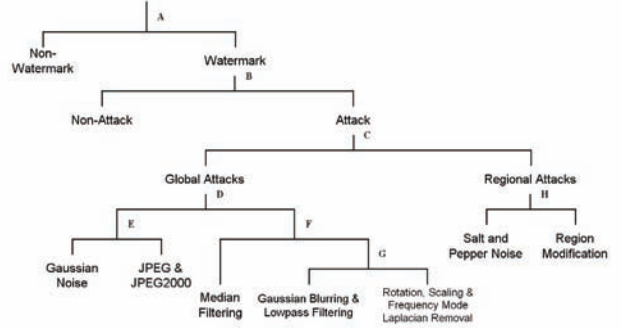 A
Non-
Watermark
Watermark
B
Non-Attack
Attack
C
Global Attacks
Regional Attacks
D
H
E
F
Salt and
Pepper Noise
Region
Modification
G
Gaussian
Noise
JPEG &
JPEG2000
Median
Filtering
Gaussian Blurring &
Lowpass Filtering
Rotation, Scaling &
Frequency Mode
Laplacian Removal